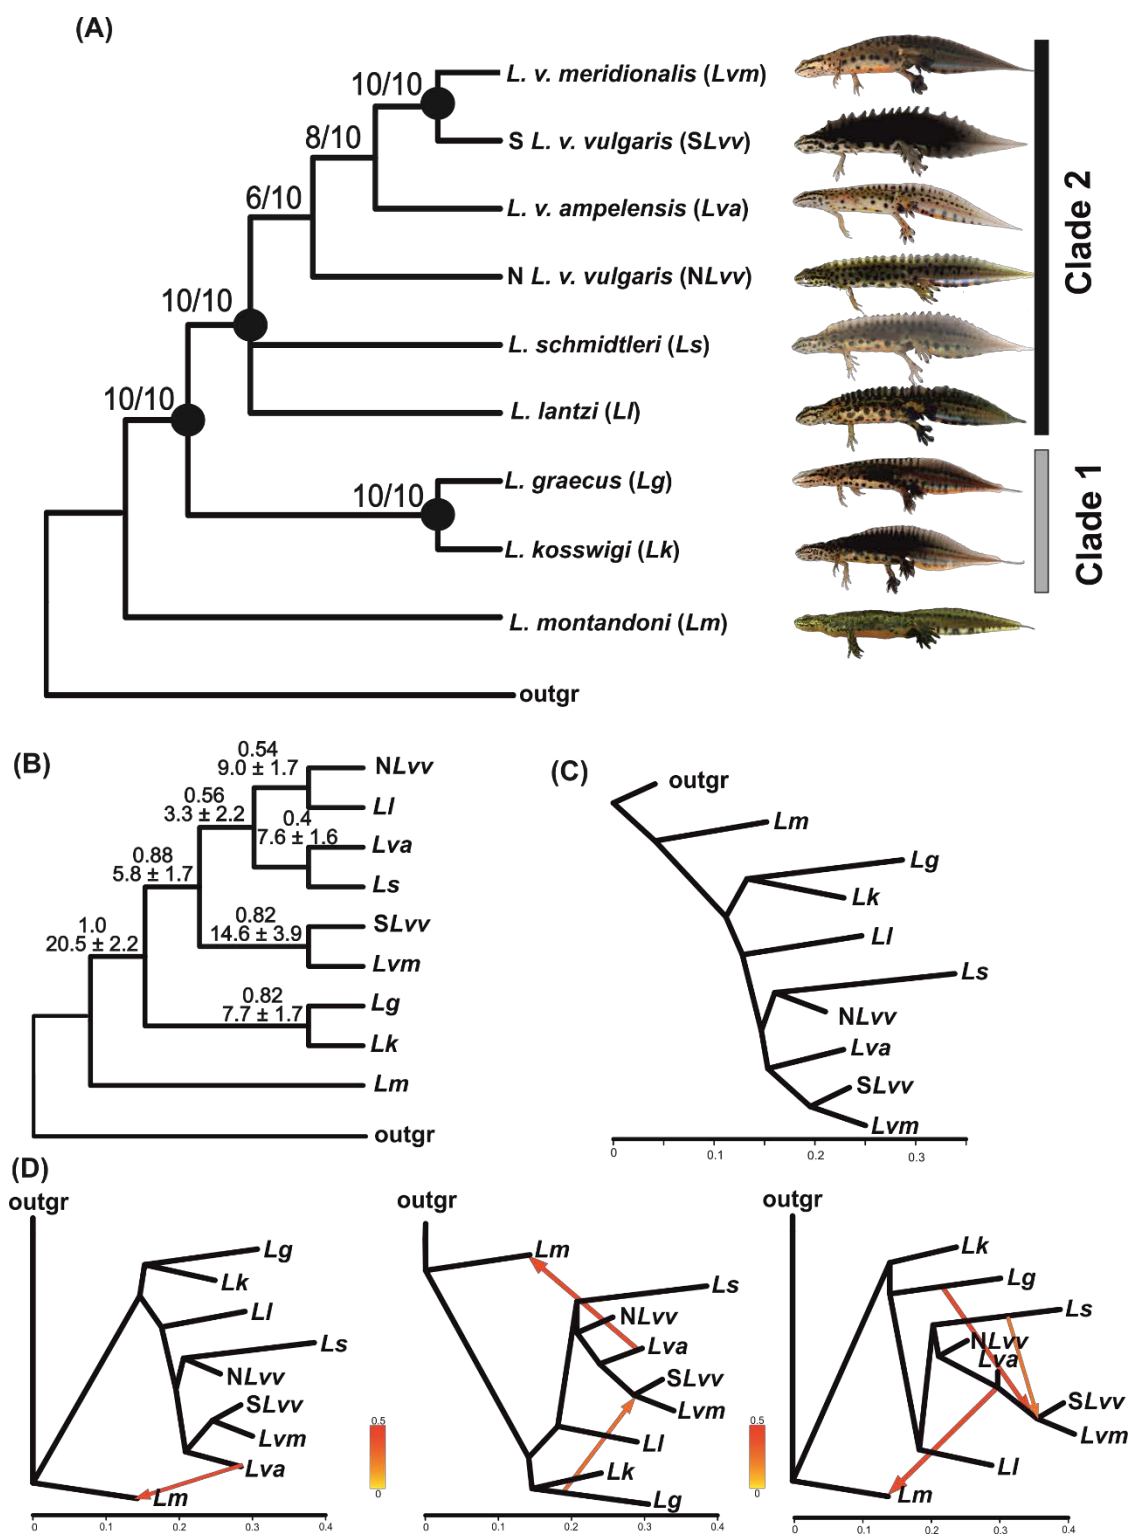 (A)
10/10
L. v. meridionalis (Lvm)
S L. v. vulgaris (SLvv)
8/10
L. v. ampelensis (Lva)
6/10
N L. v. vulgaris (NLvv)
10/10
L. schmidtleri (Ls)
10/10
L. lantzi (Ll)
L. graecus (Lg)
10/10
L. kosswigi (Lk)
L. montandoni (Lm)
outgr
Clade 2
Clade 1
(B)
0.54
9.0 ± 1.7
NLvv
0.56
3.3 ± 2.2
Ll
0.4
7.6 ± 1.6
Lva
0.88
5.8 ± 1.7
Ls
0.82
14.6 ± 3.9
SLvv
1.0
20.5 ± 2.2
Lvm
0.82
7.7 ± 1.7
Lg
Lk
Lm
outgr
(C)
outgr
Lm
Lg
Lk
Ll
Ls
NLvv
Lva
SLvv
Lvm
0 0.1 0.2 0.3
(D)
outgr
Lg
Lk
Ll
Ls
NLvv
SLvv
Lvm
Lva
Lm
0.5
0
0 0.1 0.2 0.3 0.4
outgr
Lm
Ls
NLvv
Lva
SLvv
Lvm
Ll
Lk
Lg
0.5
0
0 0.1 0.2 0.3 0.4
outgr
Lk
Lg
Ls
NLvv
Lva
SLvv
Lvm
Ll
Lm
0 0.1 0.2 0.3 0.4